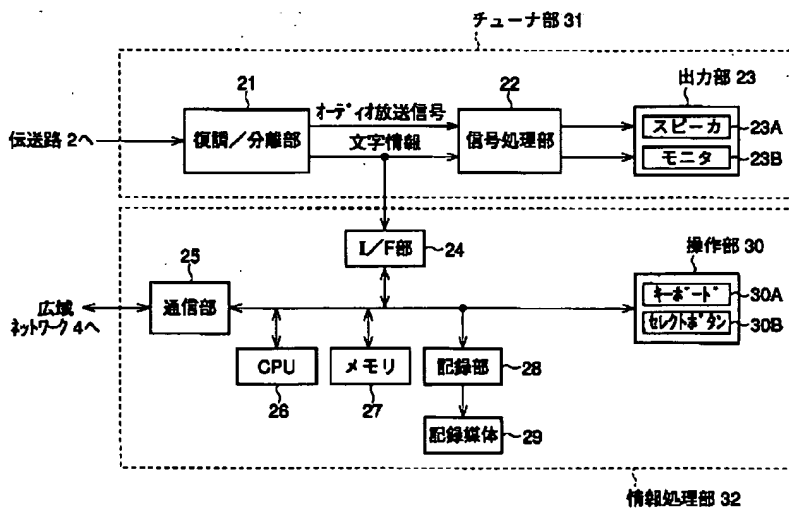 チューナ部 31
21
オーディオ放送信号
22
出力部 23
伝送路 2へ
復調／分離部
文字情報
信号処理部
スピーカ
23A
モニタ
23B
I／F部
24
操作部 30
25
広域
ネットワーク 4へ
通信部
キーボード
30A
セレクトボタン
30B
CPU
メモリ
記録部
28
26
27
記録媒体
29
情報処理部 32